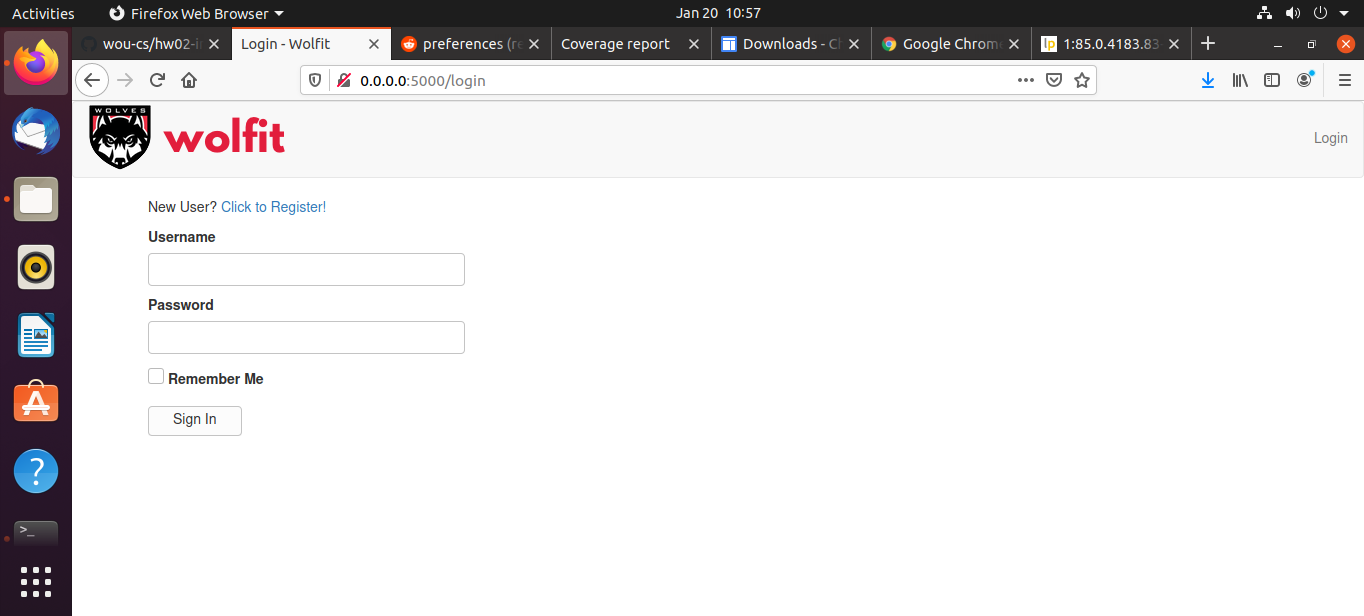 Activities
Firefox Web Browser
Jan 20 10:57
wou-cs/hw02-i
Login - Wolfit
preferences (r
Coverage report
Downloads - C
Google Chrom
lp
1:85.0.4183.83
0.0.0.0:5000/login
WOLVES
wolfit
Login
New User? Click to Register!
Username
Password
Remember Me
Sign In